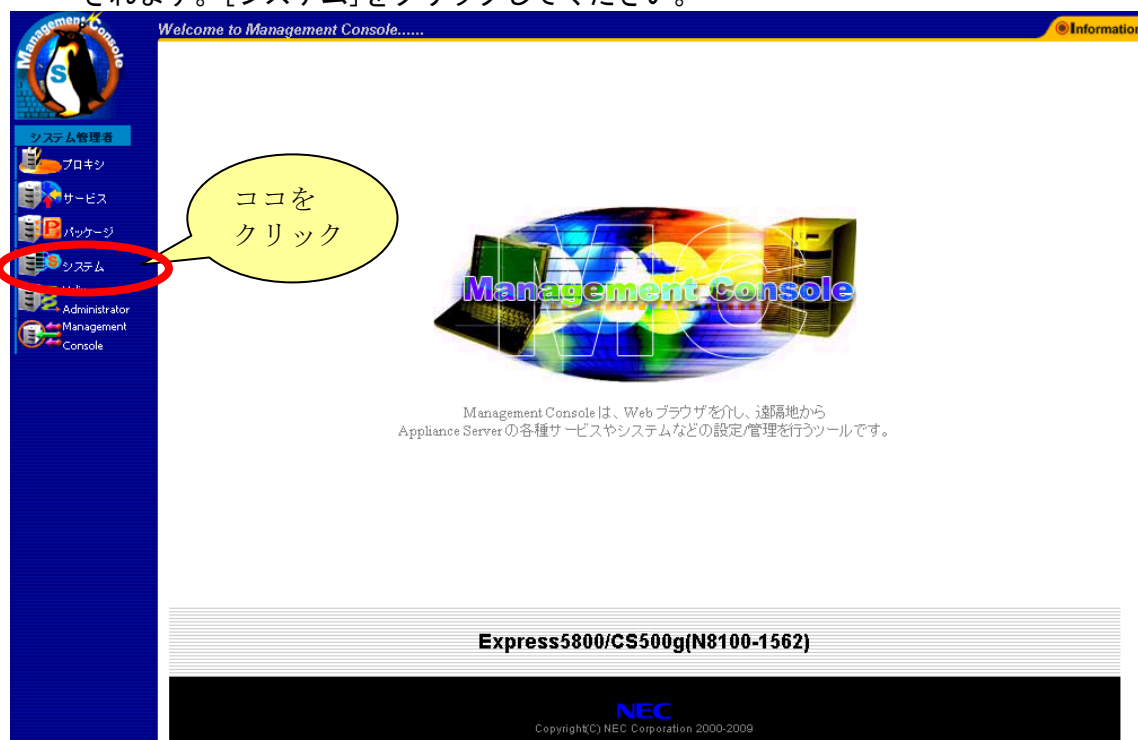 されます。[システム]をクリックしてください。
Management Console
Welcome to Management Console......
Information
S
システム管理者
プロキシ
サービス
パッケージ
システム
Administrator
Management
Console
ココを
クリック
Management Console
Management Consoleは、Web ブラウザを介し、遠隔地から
Appliance Serverの各種サービスやシステムなどの設定/管理を行うツールです。
Express5800/CS500g(N8100-1562)
NEC
Copyright(C) NEC Corporation 2000-2009